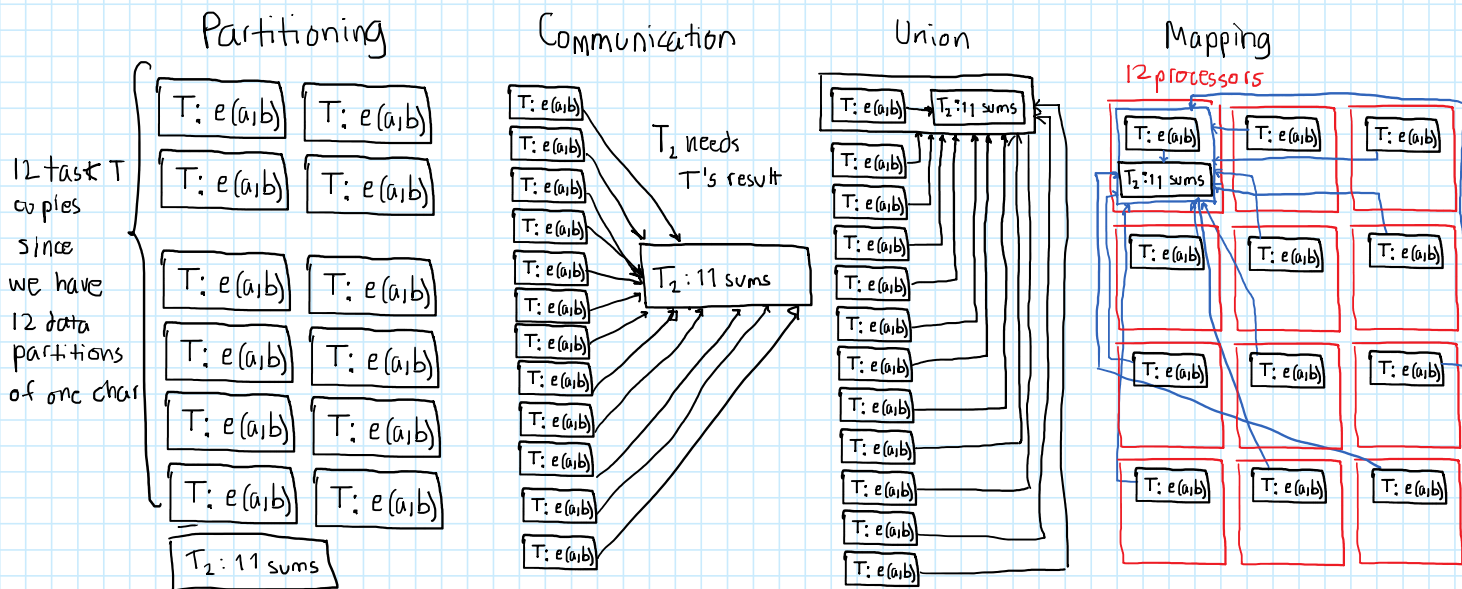 Partitioning
12 task T
copies
since
we have
12 data
partitions
of one char
T: e(a,b) T: e(a,b)
T: e(a,b) T: e(a,b)
T: e(a,b) T: e(a,b)
T: e(a,b) T: e(a,b)
T: e(a,b) T: e(a,b)
T: e(a,b) T: e(a,b)
T2: 11 sums
Communication
T: e(a,b)
T: e(a,b)
T: e(a,b)
T: e(a,b)
T: e(a,b)
T: e(a,b)
T: e(a,b)
T: e(a,b)
T: e(a,b)
T: e(a,b)
T: e(a,b)
T: e(a,b)
T2 needs
T's result
T2: 11 sums
Union
T: e(a,b) T2: 11 sums
T: e(a,b)
T: e(a,b)
T: e(a,b)
T: e(a,b)
T: e(a,b)
T: e(a,b)
T: e(a,b)
T: e(a,b)
T: e(a,b)
T: e(a,b)
T: e(a,b)
Mapping
12 processors
T: e(a,b) T: e(a,b) T: e(a,b)
T2: 11 sums
T: e(a,b) T: e(a,b) T: e(a,b)
T: e(a,b) T: e(a,b) T: e(a,b)
T: e(a,b) T: e(a,b) T: e(a,b)